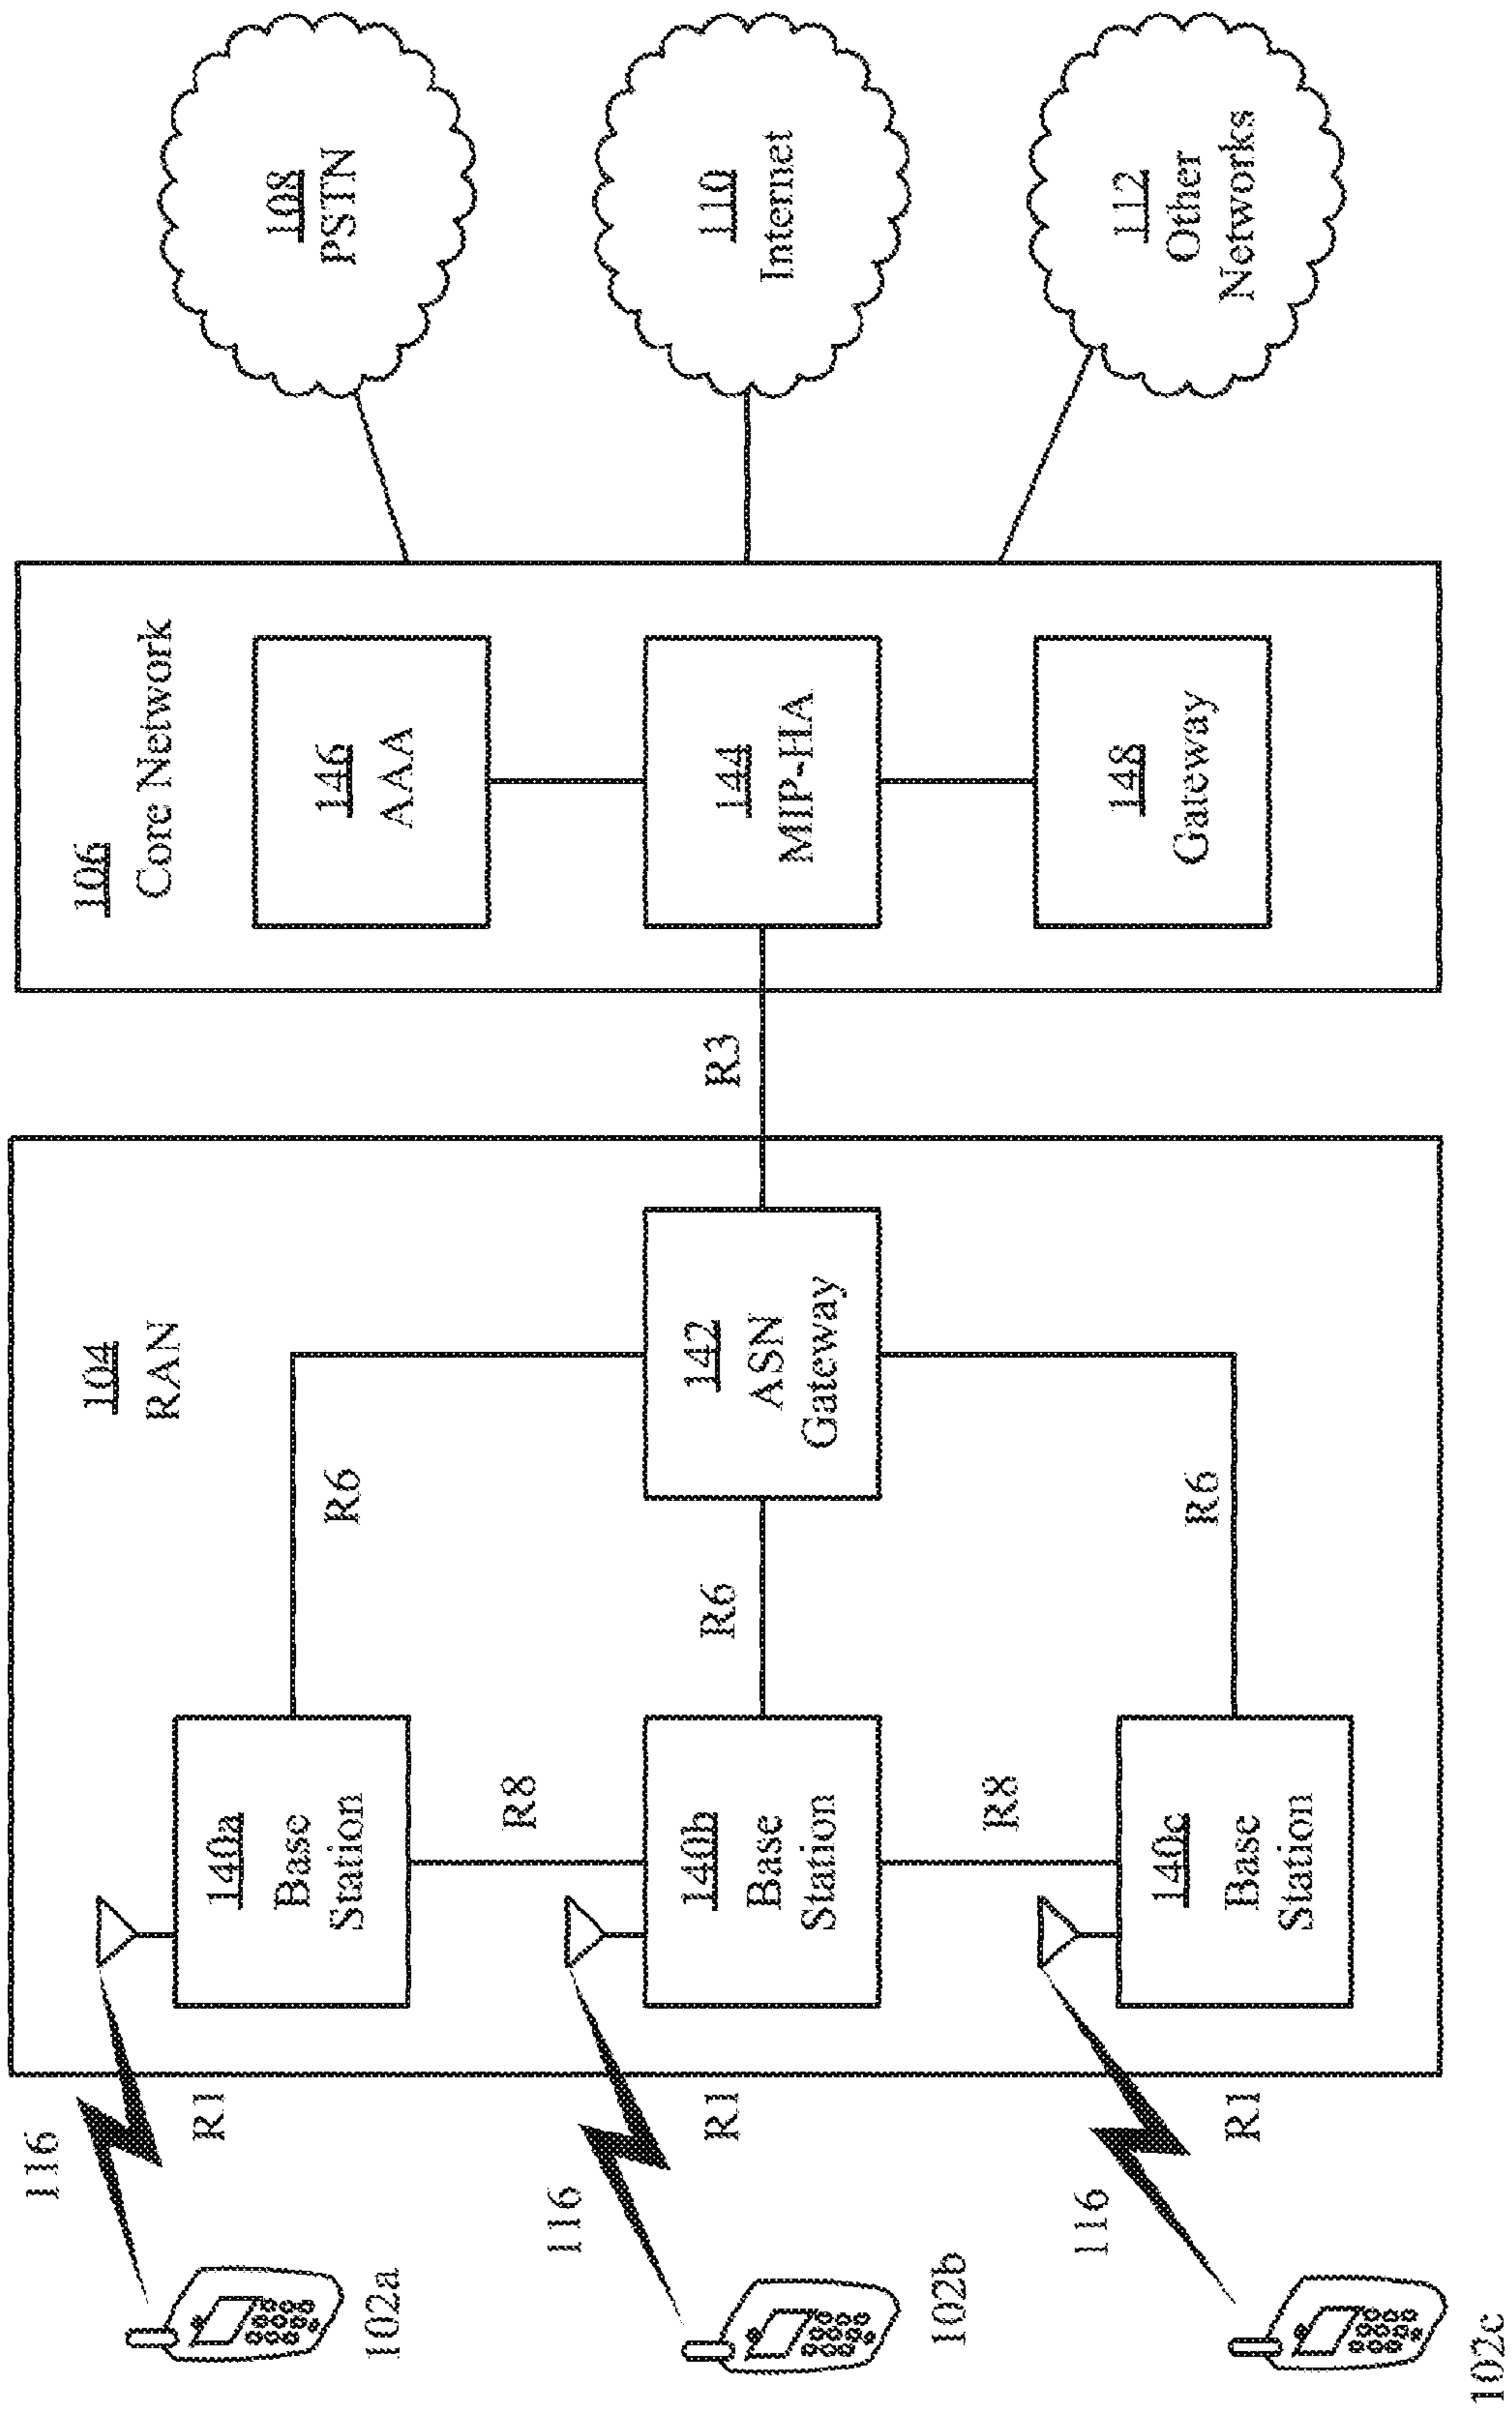 116
R1
102a
116
R1
102b
116
R1
102c
104
RAN
140a
Base
Station
R8
140b
Base
Station
R8
140c
Base
Station
R6
R6
R6
142
ASN
Gateway
R3
106
Core Network
146
AAA
144
MIP-HA
148
Gateway
108
PSTN
110
Internet
112
Other
Networks